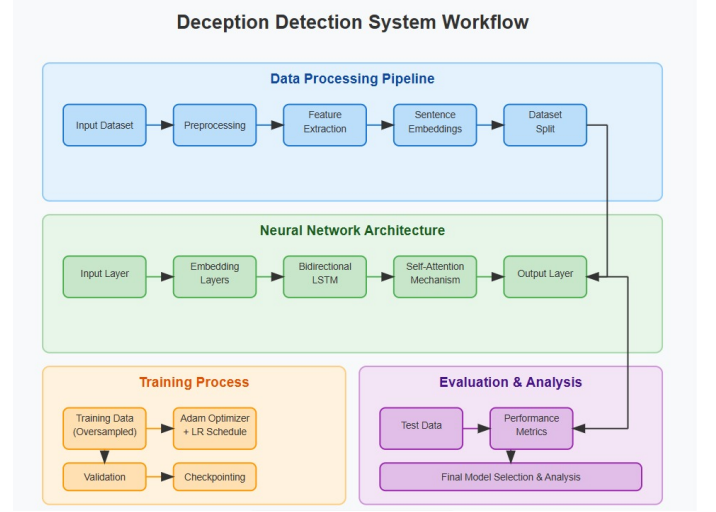 Deception Detection System Workflow
Data Processing Pipeline
Input Dataset
Preprocessing
Feature
Extraction
Sentence
Embeddings
Dataset
Split
Neural Network Architecture
Input Layer
Embedding
Layers
Bidirectional
LSTM
Self-Attention
Mechanism
Output Layer
Training Process
Training Data
(Oversampled)
Adam Optimizer
+ LR Schedule
Validation
Checkpointing
Evaluation & Analysis
Test Data
Performance
Metrics
Final Model Selection & Analysis